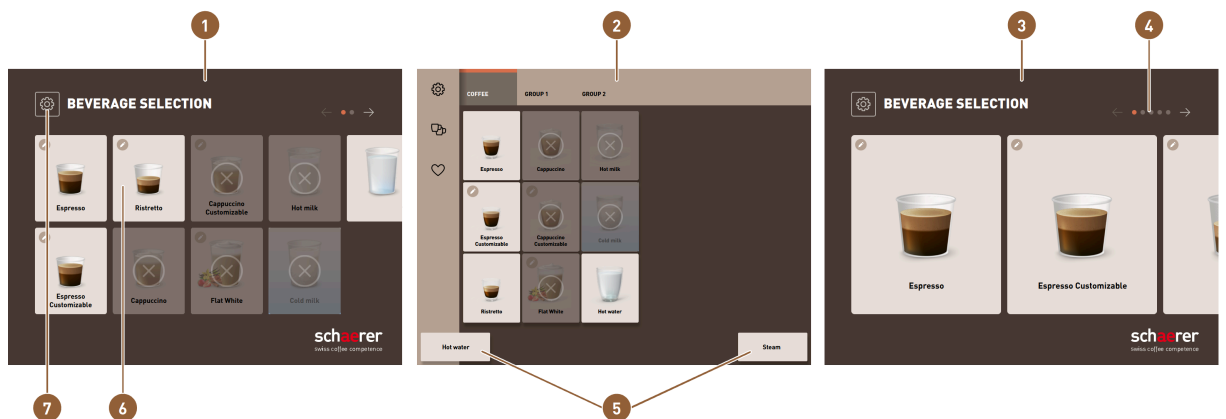 1
2
3
4
BEVERAGE SELECTION
Espresso
Ristretto
Cappuccino
Customizable
Hot milk
Espresso
Customizable
Cappuccino
Flat White
Cold milk
schaerer
swiss coffee competence
COFFEE
GROUP 1
GROUP 2
Espresso
Cappuccino
Hot milk
Espresso
Customizable
Cappuccino
Customizable
Cold milk
Ristretto
Flat White
Hot water
Hot water
Steam
BEVERAGE SELECTION
Espresso
Espresso Customizable
schaerer
swiss coffee competence
7
6
5